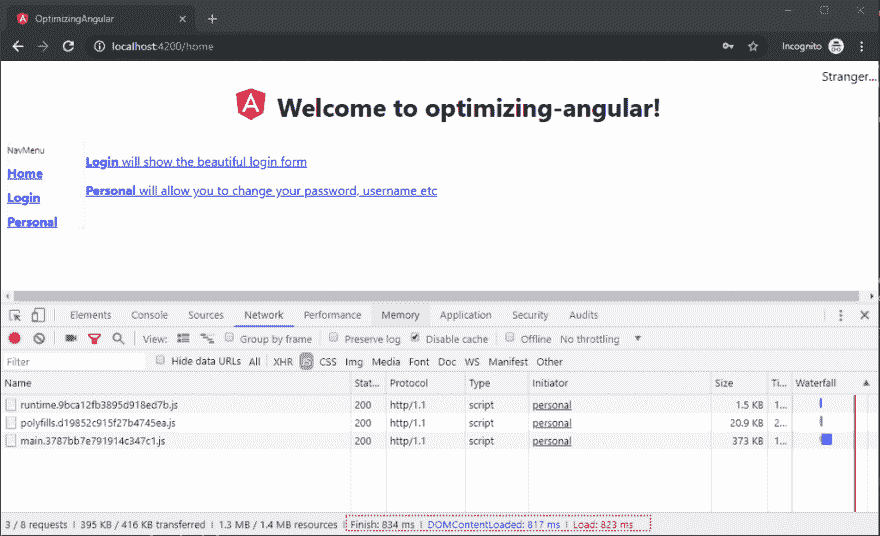 OptimizingAngular
localhost:4200/home
Incognito
Stranger...
Welcome to optimizing-angular!
NavMenu
Home
Login
Personal
Login will show the beautiful login form
Personal will allow you to change your password, username etc
Elements Console Sources Network Performance Memory Application Security Audits
View: Group by frame Preserve log Disable cache Offline No throttling
Filter Hide data URLs All XHR JS CSS Img Media Font Doc WS Manifest Other
Name Stat... Protocol Type Initiator Size Ti... Waterfall
runtime.9bca12fb3895d918ed7b.js 200 http/1.1 script personal 1.5 KB 1...
polyfills.d19852c915f27b4745ea.js 200 http/1.1 script personal 20.9 KB 2...
main.3787bb7e791914c347c1.js 200 http/1.1 script personal 373 KB 1...
3 / 8 requests | 395 KB / 416 KB transferred | 1.3 MB / 1.4 MB resources | Finish: 834 ms | DOMContentLoaded: 817 ms | Load: 823 ms